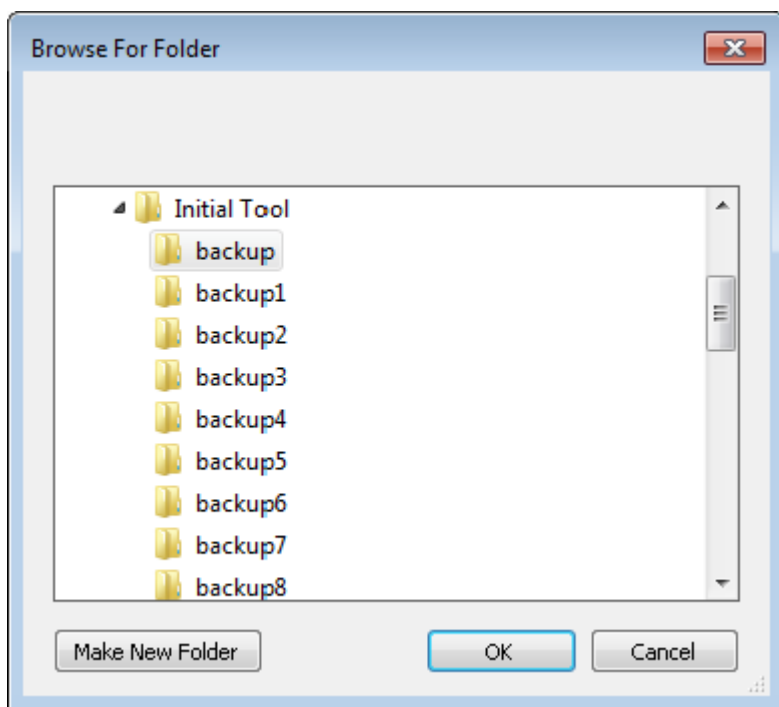 Browse For Folder
Initial Tool
backup
backup1
backup2
backup3
backup4
backup5
backup6
backup7
backup8
Make New Folder
OK
Cancel